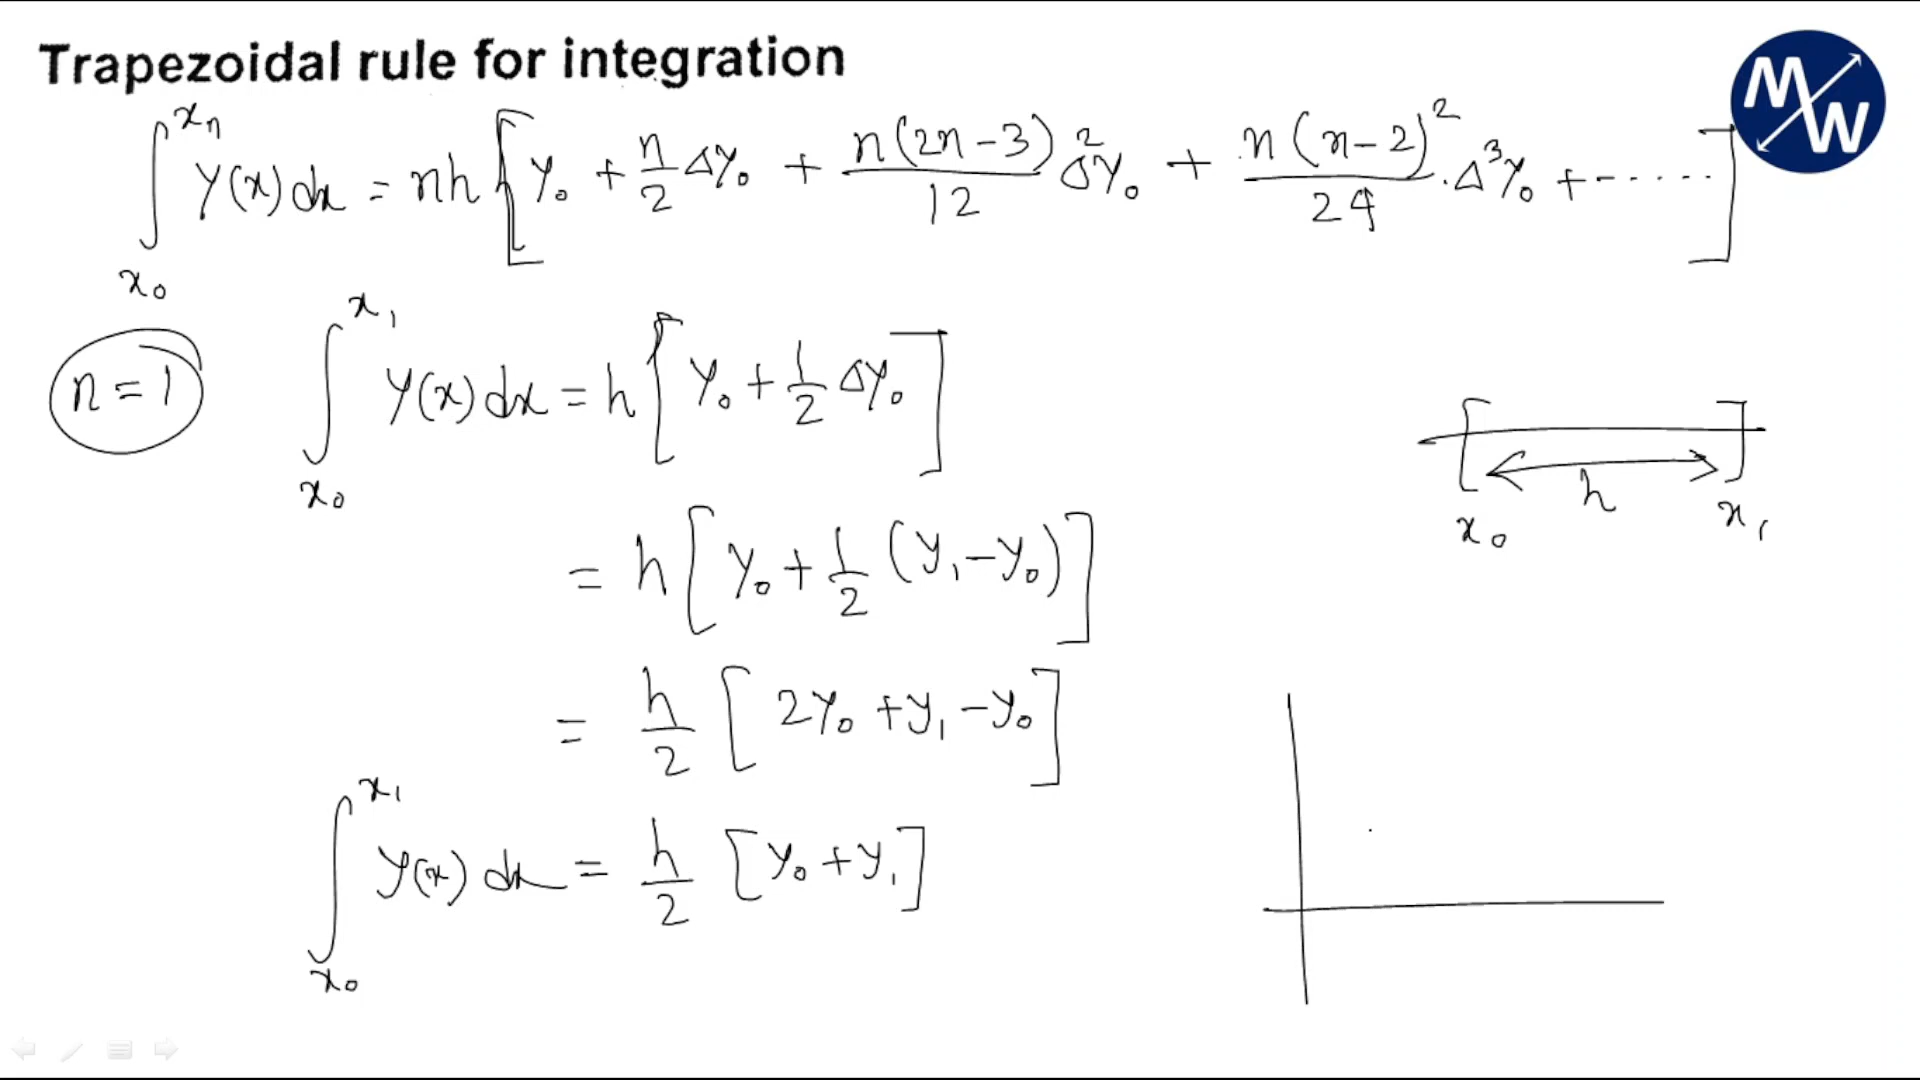 Trapezoidal rule for integration
MW
∫_{x₀}^{xₙ} y(x) dx = nh [ y₀ + n/2 Δy₀ + n(2n-3)/12 Δ²y₀ + n(n-2)²/24 · Δ³y₀ + ...... ]
n = 1
∫_{x₀}^{x₁} y(x) dx = h [ y₀ + 1/2 Δy₀ ]
h
x₀ x₁
= h [ y₀ + 1/2 (y₁ - y₀) ]
= h/2 [ 2y₀ + y₁ - y₀ ]
∫_{x₀}^{x₁} y(x) dx = h/2 [ y₀ + y₁ ]